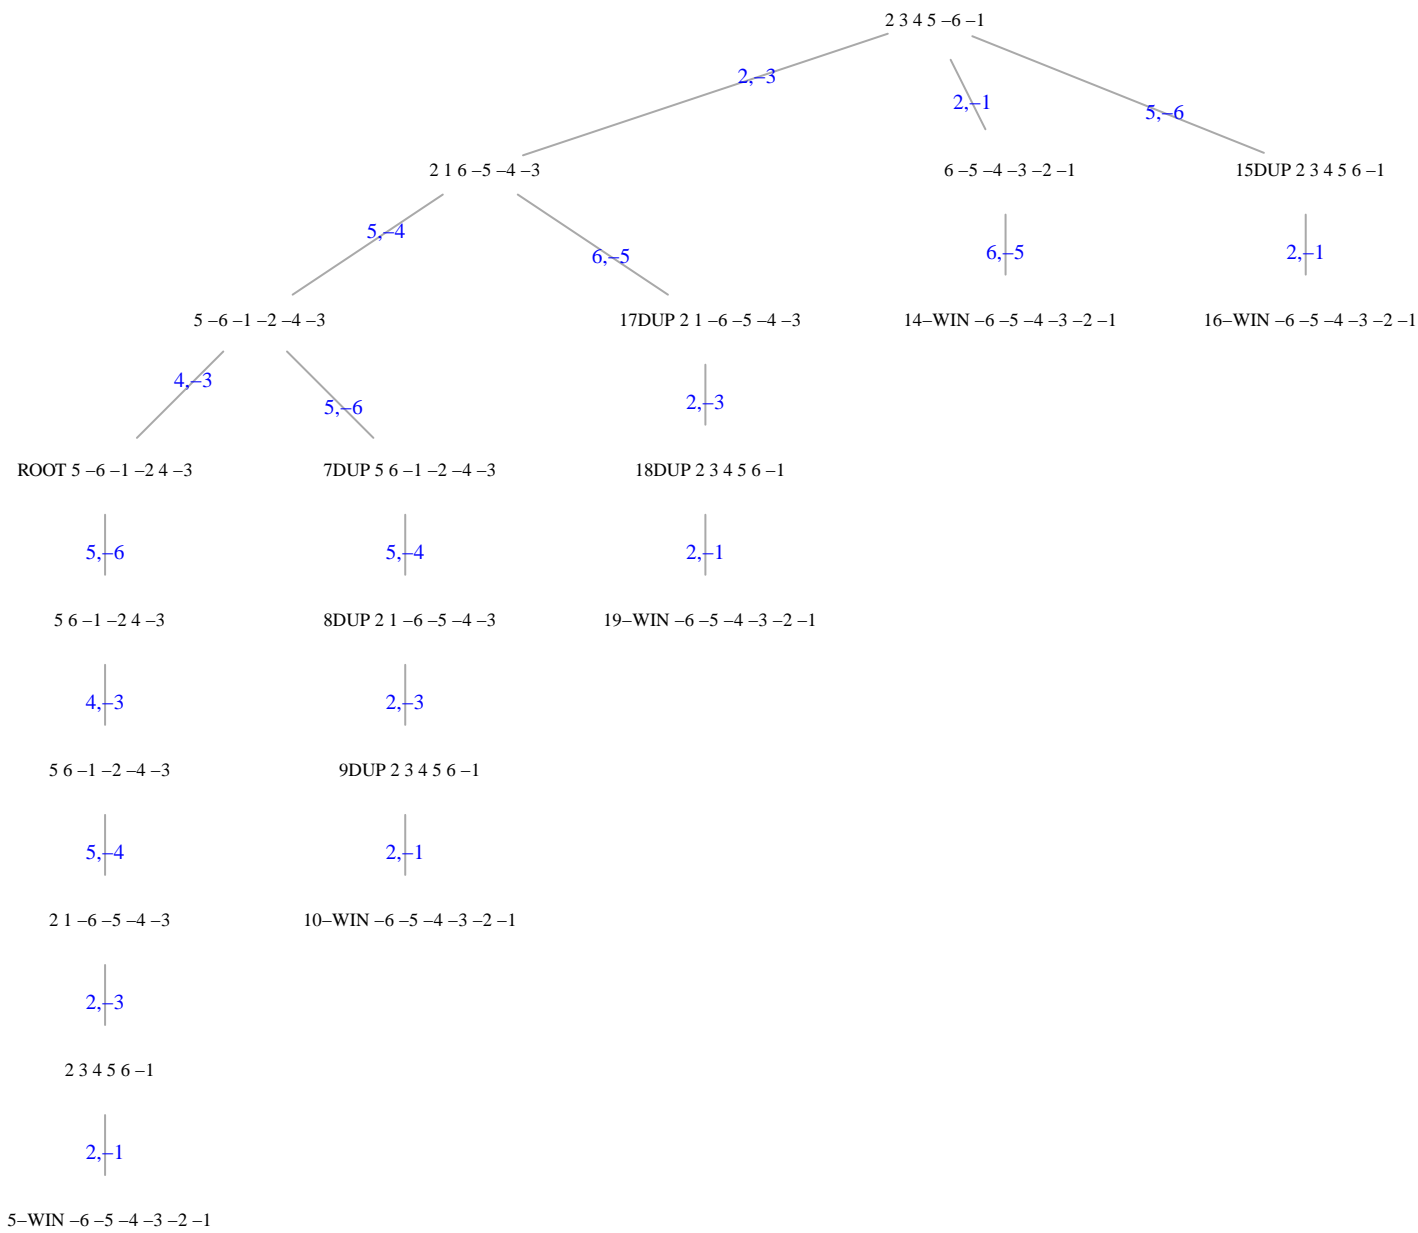 2 3 4 5 –6 –1
2,–3
2,–1
5,–6
2 1 6 –5 –4 –3
6 –5 –4 –3 –2 –1
15DUP 2 3 4 5 6 –1
5,–4
6,–5
6,–5
2,–1
5 –6 –1 –2 –4 –3
17DUP 2 1 –6 –5 –4 –3
14–WIN –6 –5 –4 –3 –2 –1
16–WIN –6 –5 –4 –3 –2 –1
4,–3
5,–6
2,–3
ROOT 5 –6 –1 –2 4 –3
7DUP 5 6 –1 –2 –4 –3
18DUP 2 3 4 5 6 –1
5,–6
5,–4
2,–1
5 6 –1 –2 4 –3
8DUP 2 1 –6 –5 –4 –3
19–WIN –6 –5 –4 –3 –2 –1
4,–3
2,–3
5 6 –1 –2 –4 –3
9DUP 2 3 4 5 6 –1
5,–4
2,–1
2 1 –6 –5 –4 –3
10–WIN –6 –5 –4 –3 –2 –1
2,–3
2 3 4 5 6 –1
2,–1
5–WIN –6 –5 –4 –3 –2 –1